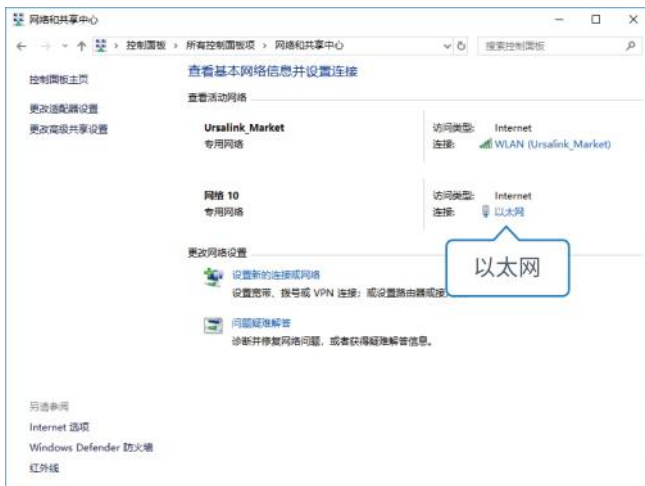 网络和共享中心
控制面板 › 所有控制面板项 › 网络和共享中心
搜索控制面板
控制面板主页
更改适配器设置
更改高级共享设置
查看基本网络信息并设置连接
查看活动网络
Ursalink_Market
专用网络
访问类型: Internet
连接: WLAN (Ursalink_Market)
网络 10
专用网络
访问类型: Internet
连接: 以太网
以太网
更改网络设置
设置新的连接或网络
设置宽带、拨号或 VPN 连接；或设置路由器或接
问题疑难解答
诊断并修复网络问题，或者获得疑难解答信息。
另请参阅
Internet 选项
Windows Defender 防火墙
红外线